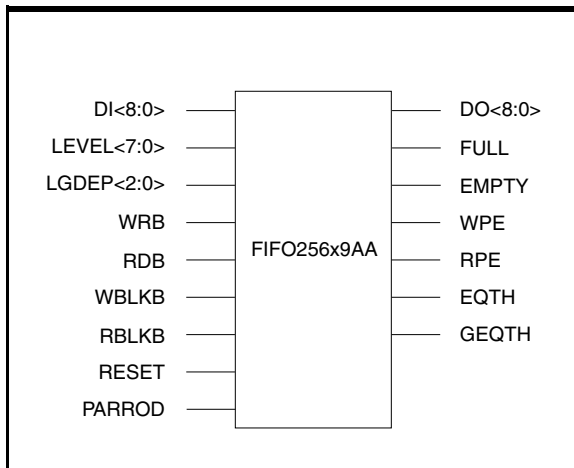 DI<8:0>
LEVEL<7:0>
LGDEP<2:0>
WRB
RDB
WBLKB
RBLKB
RESET
PARROD
FIFO256x9AA
DO<8:0>
FULL
EMPTY
WPE
RPE
EQTH
GEQTH